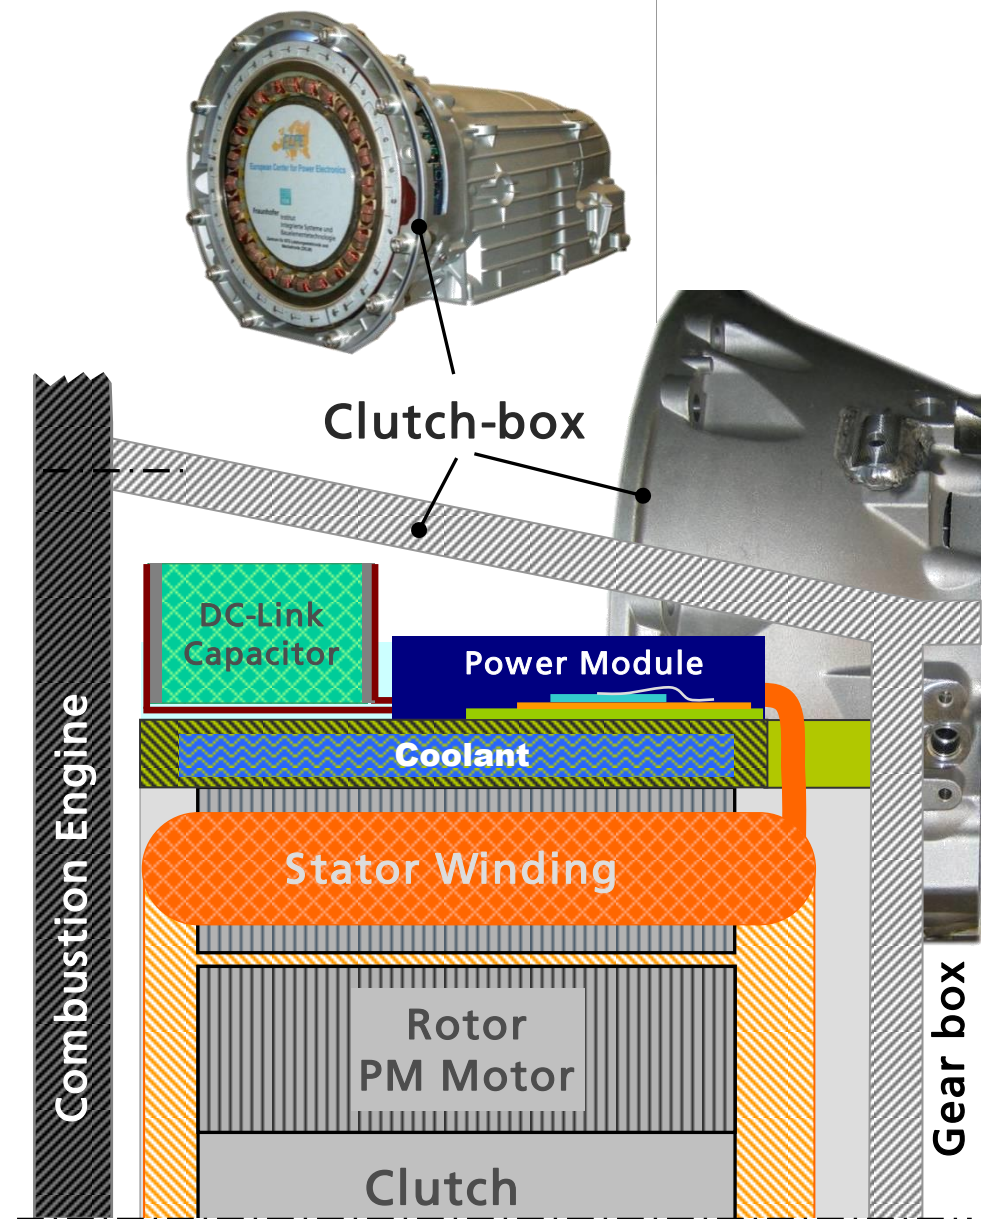 ECPE
European Center for Power Electronics
Fraunhofer
Institut
Integrierte Systeme und
Bauelementetechnologie
Clutch-box
DC-Link
Capacitor
Power Module
Coolant
Stator Winding
Combustion Engine
Rotor
PM Motor
Gear box
Clutch